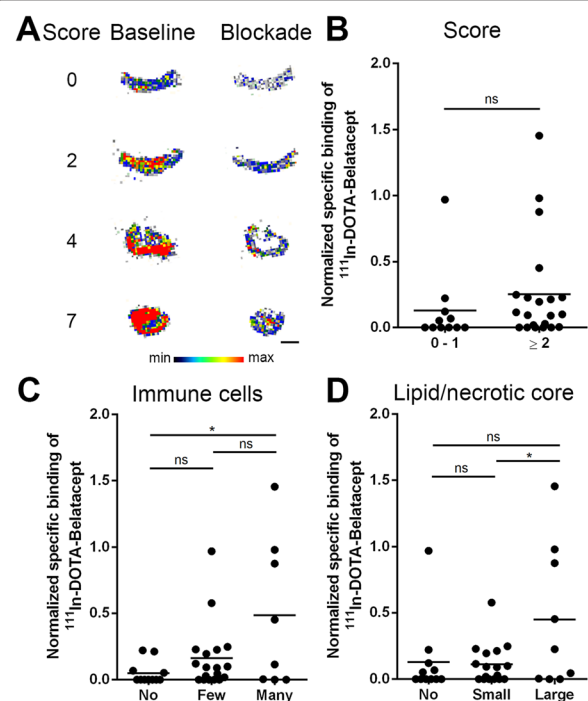 A Score Baseline Blockade
0
2
4
7
min max
B Score
Normalized specific binding of
111In-DOTA-Belatacept
2.0
1.5
1.0
0.5
0.0
ns
0 - 1 ≥ 2
C Immune cells
Normalized specific binding of
111In-DOTA-Belatacept
2.0
1.5
1.0
0.5
0.0
*
ns ns
No Few Many
D Lipid/necrotic core
Normalized specific binding of
111In-DOTA-Belatacept
2.0
1.5
1.0
0.5
0.0
ns
ns *
No Small Large